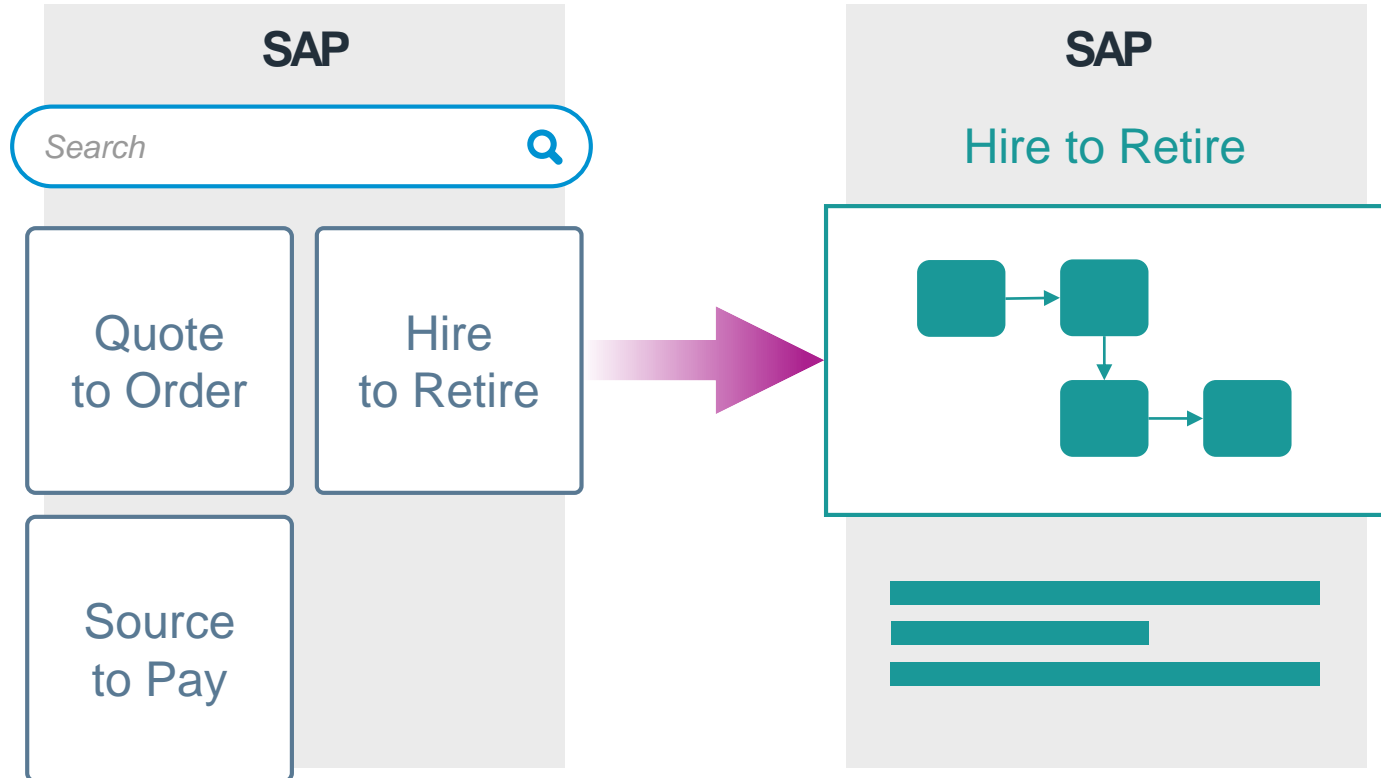 SAP
Search
Quote
to Order
Hire
to Retire
Source
to Pay
SAP
Hire to Retire